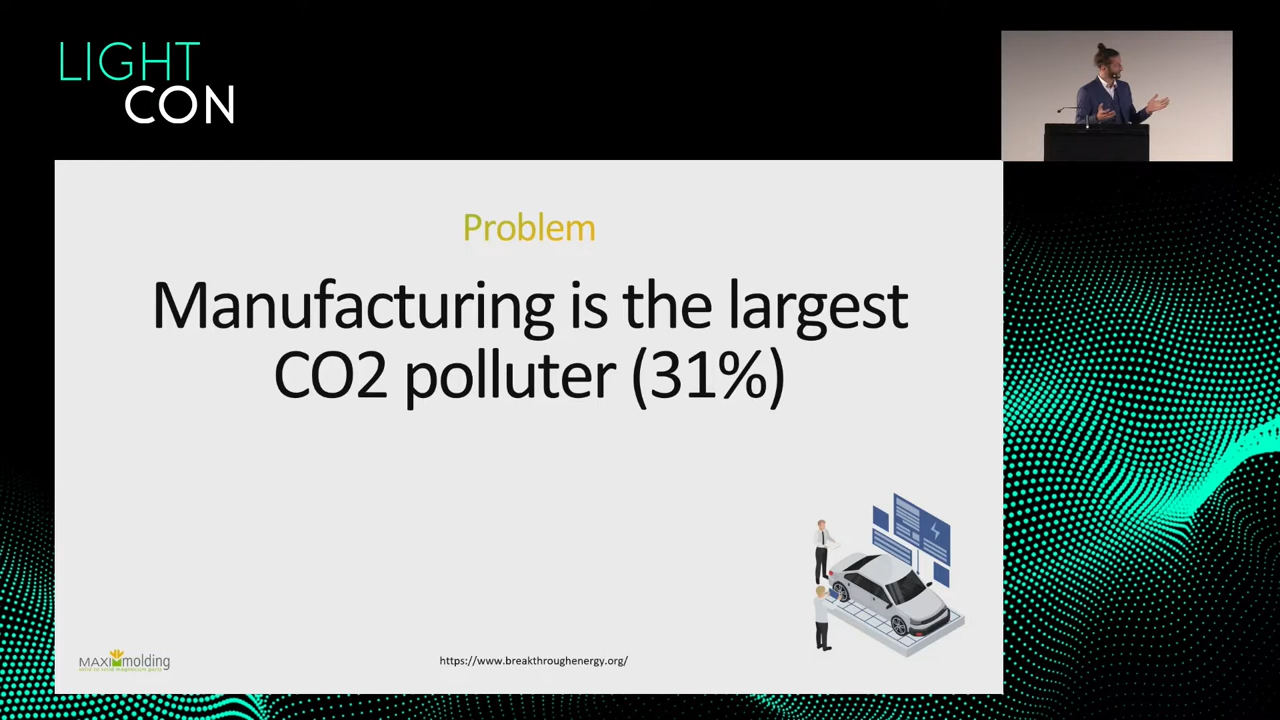 LIGHT
CON
Problem
Manufacturing is the largest
CO2 polluter (31%)
MAXImolding
https://www.breakthroughenergy.org/